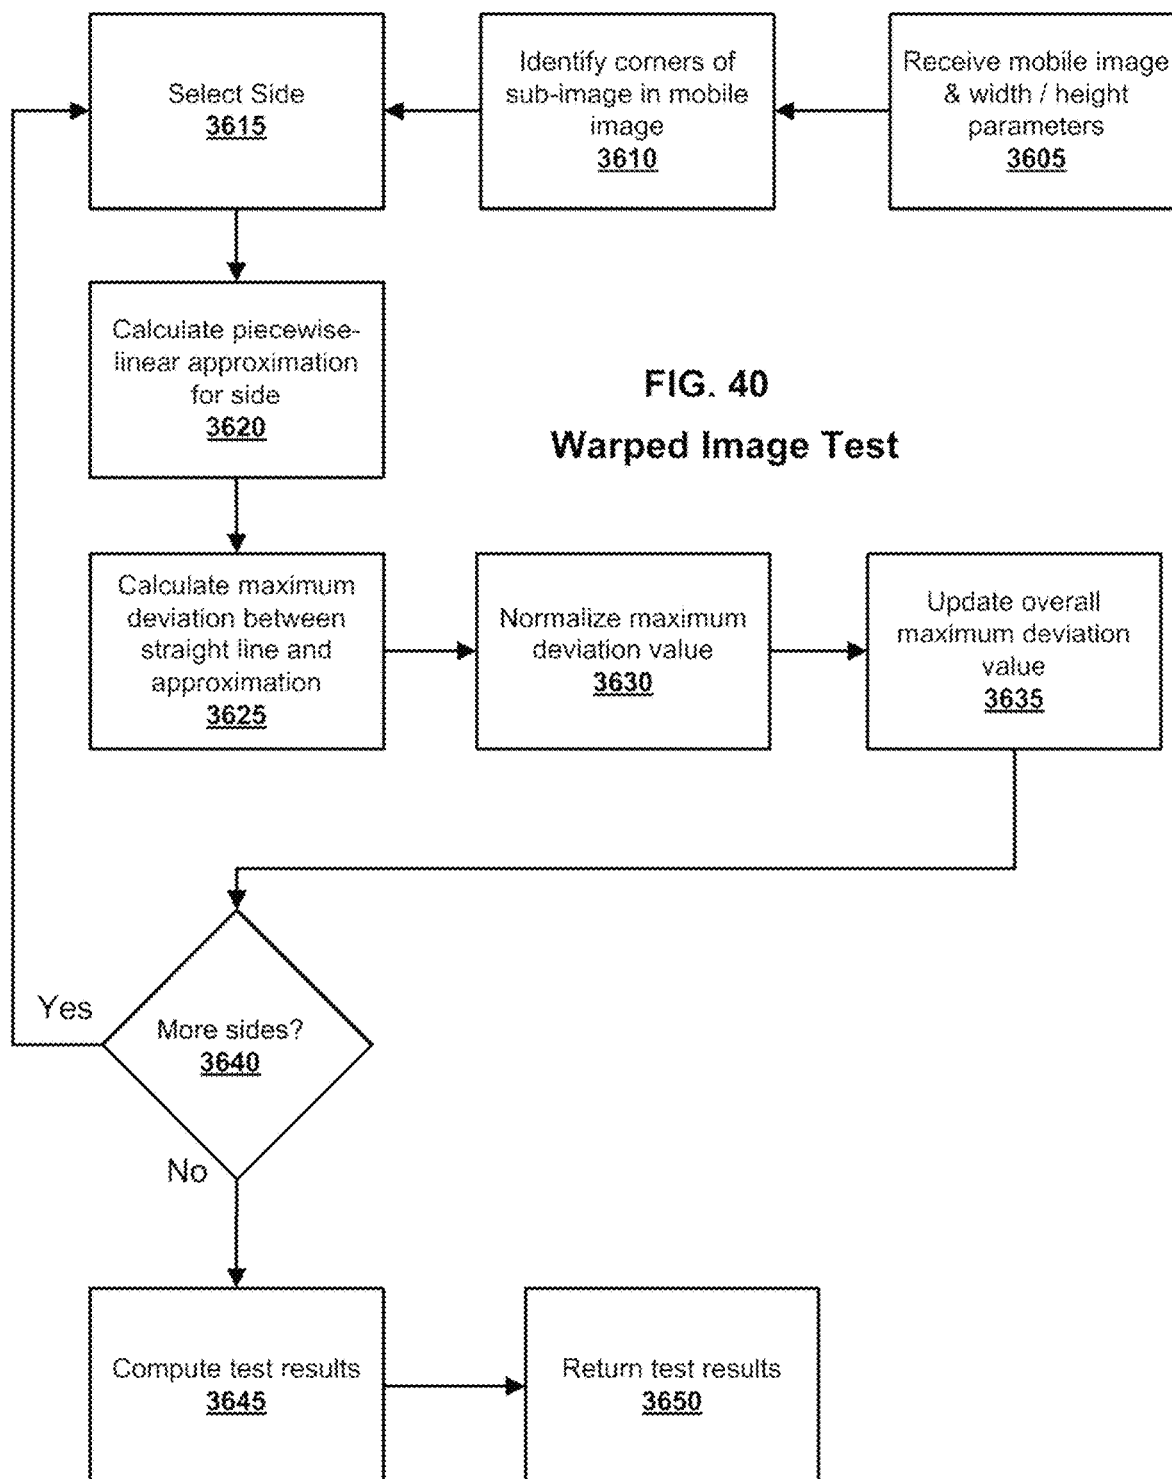 Receive mobile image
& width / height
parameters
3605
Identify corners of
sub-image in mobile
image
3610
Select Side
3615
Calculate piecewise-
linear approximation
for side
3620
FIG. 40
Warped Image Test
Calculate maximum
deviation between
straight line and
approximation
3625
Normalize maximum
deviation value
3630
Update overall
maximum deviation
value
3635
Yes
More sides?
3640
No
Compute test results
3645
Return test results
3650